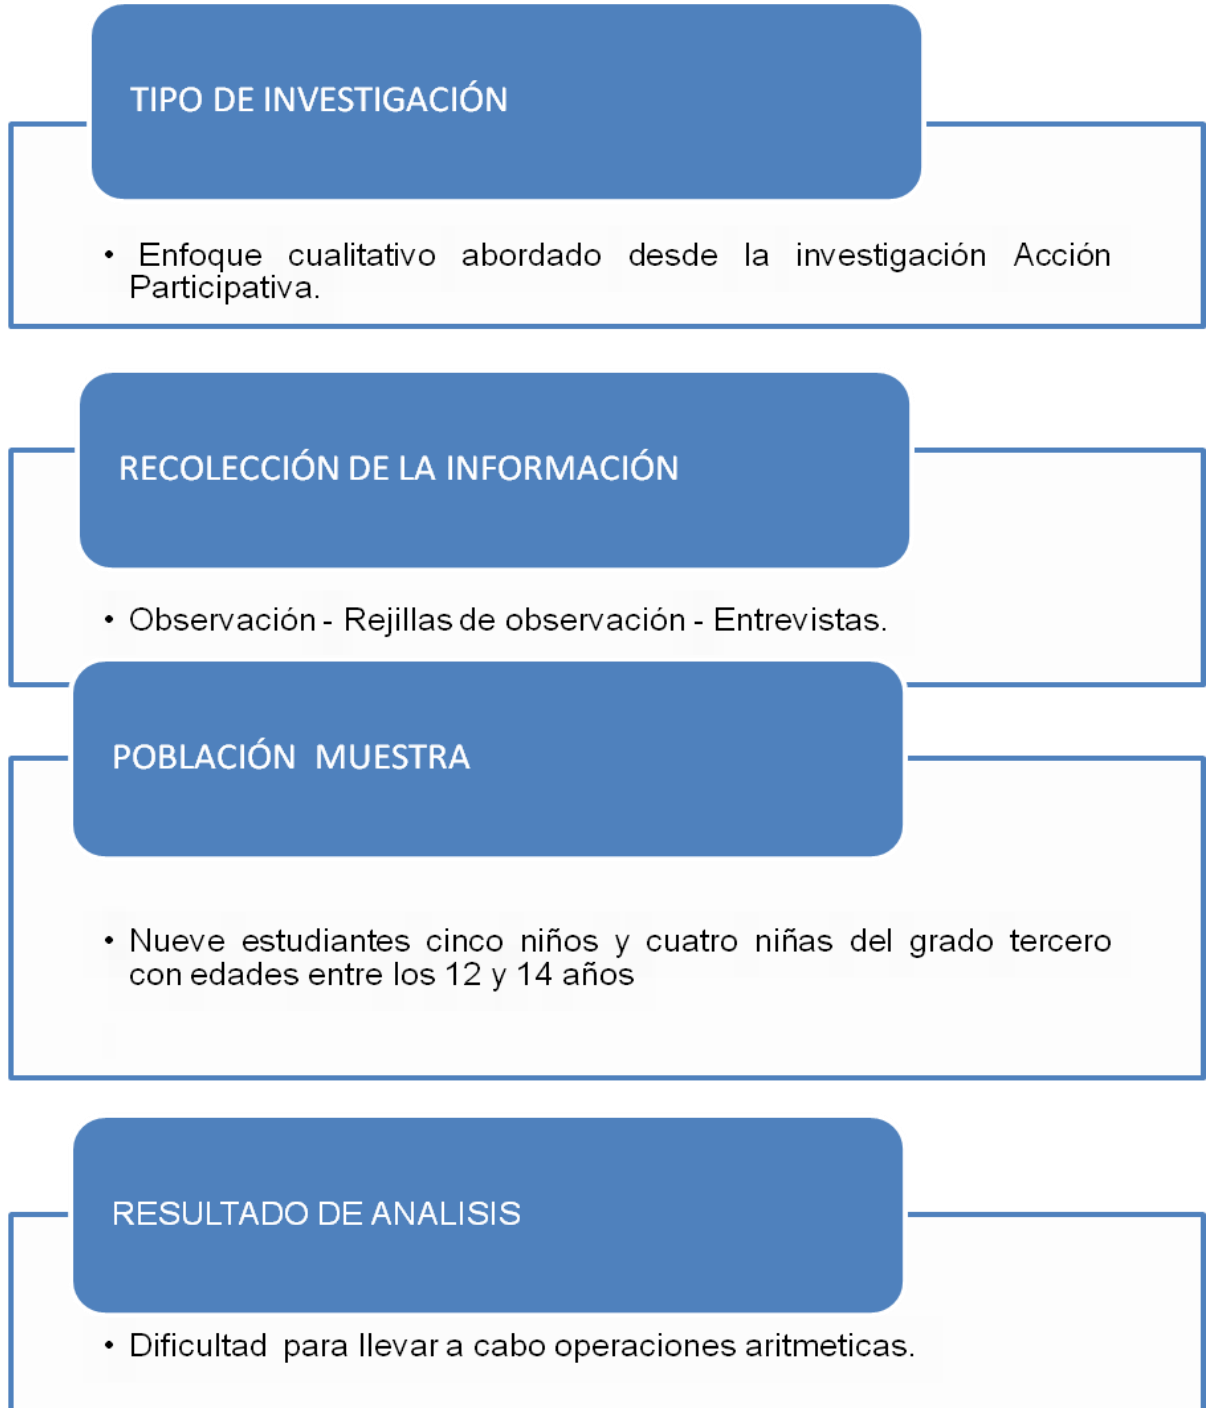 TIPO DE INVESTIGACIÓN
• Enfoque cualitativo abordado desde la investigación Acción
Participativa.
RECOLECCIÓN DE LA INFORMACIÓN
• Observación - Rejillas de observación - Entrevistas.
POBLACIÓN MUESTRA
• Nueve estudiantes cinco niños y cuatro niñas del grado tercero
con edades entre los 12 y 14 años
RESULTADO DE ANALISIS
• Dificultad para llevar a cabo operaciones aritmeticas.